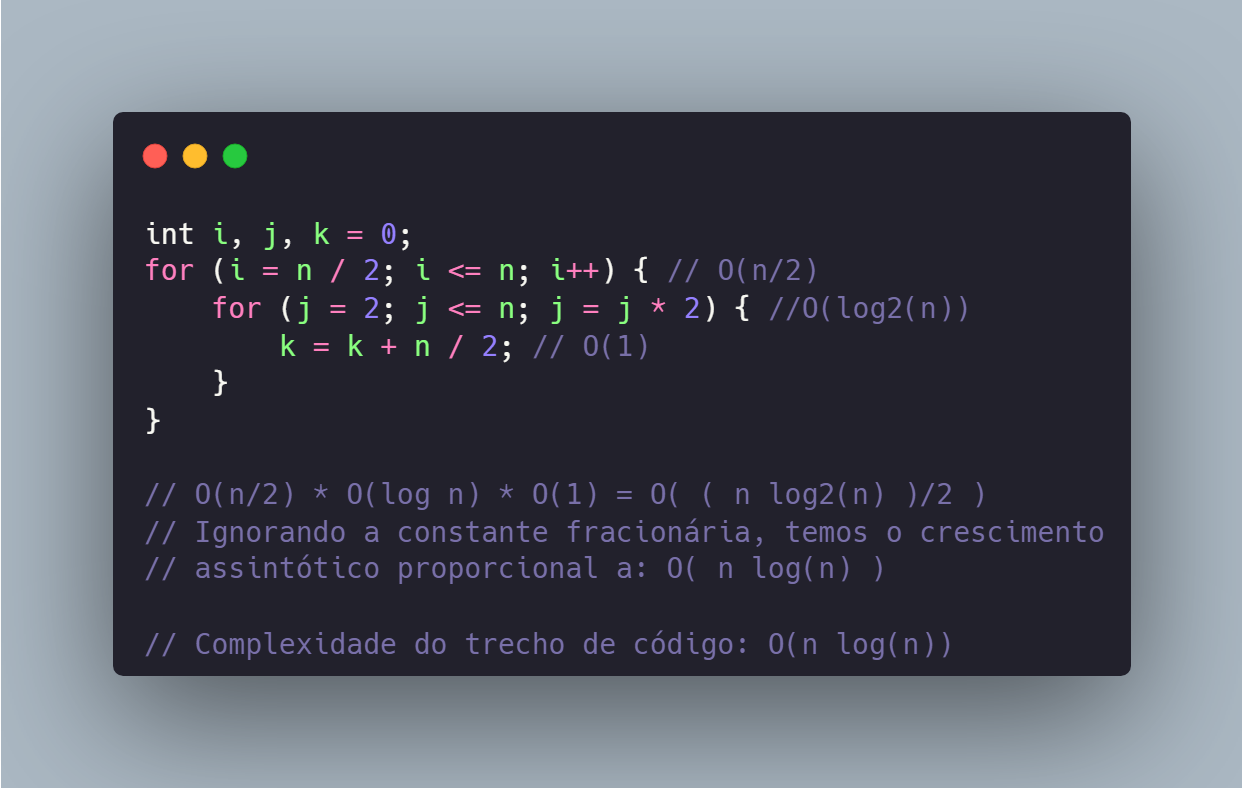 int i, j, k = 0;
for (i = n / 2; i <= n; i++) { // O(n/2)
    for (j = 2; j <= n; j = j * 2) { //O(log2(n))
        k = k + n / 2; // O(1)
    }
}
// O(n/2) * O(log n) * O(1) = O( ( n log2(n) )/2 )
// Ignorando a constante fracionária, temos o crescimento
// assintótico proporcional a: O( n log(n) )
// Complexidade do trecho de código: O(n log(n))